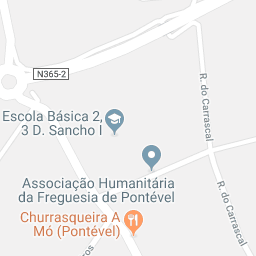 N365-2
R. do Carrascal
Escola Básica 2,
3 D. Sancho I
Associação Humanitária
da Freguesia de Pontével
R. do Carrascal
Churrasqueira A
Mó (Pontével)
ros